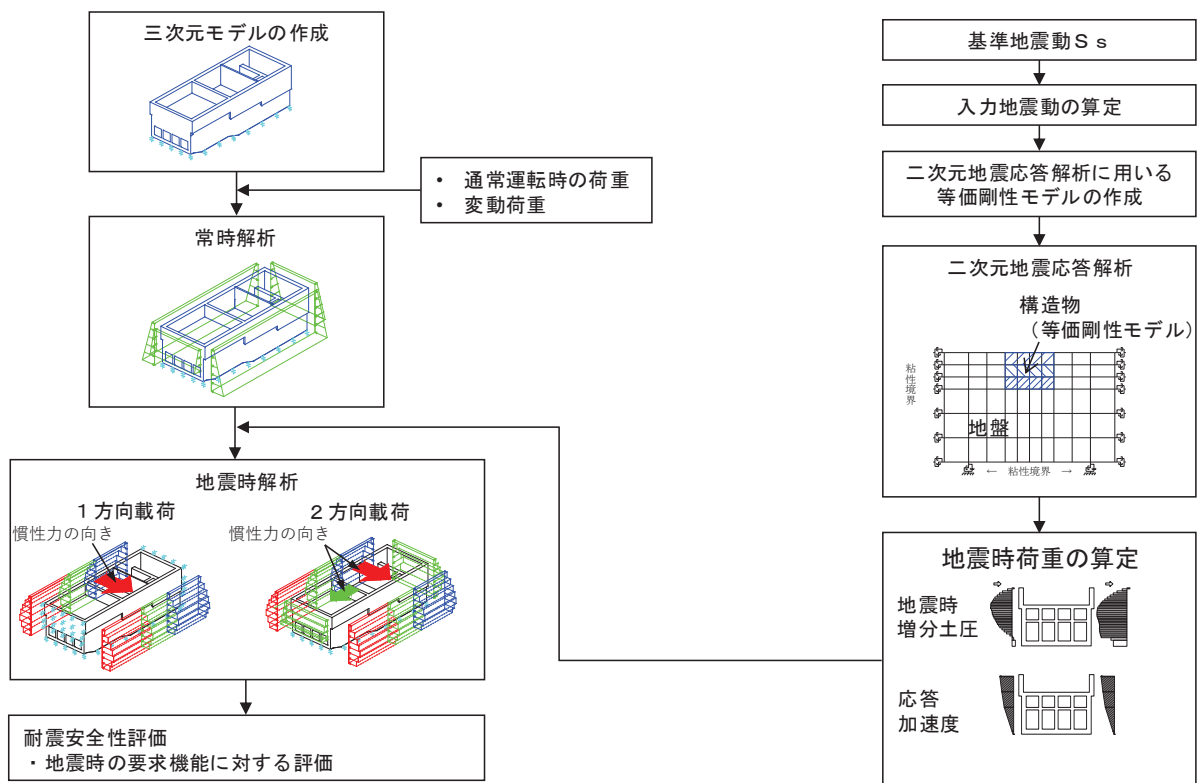 三次元モデルの作成
・ 通常運転時の荷重
・ 変動荷重
常時解析
地震時解析
1方向載荷
慣性力の向き
2方向載荷
慣性力の向き
耐震安全性評価
・地震時の要求機能に対する評価
基準地震動Ss
入力地震動の算定
二次元地震応答解析に用いる
等価剛性モデルの作成
二次元地震応答解析
構造物
(等価剛性モデル)
粘性境界
地盤
← 粘性境界 →
地震時荷重の算定
地震時
増分土圧
応答
加速度